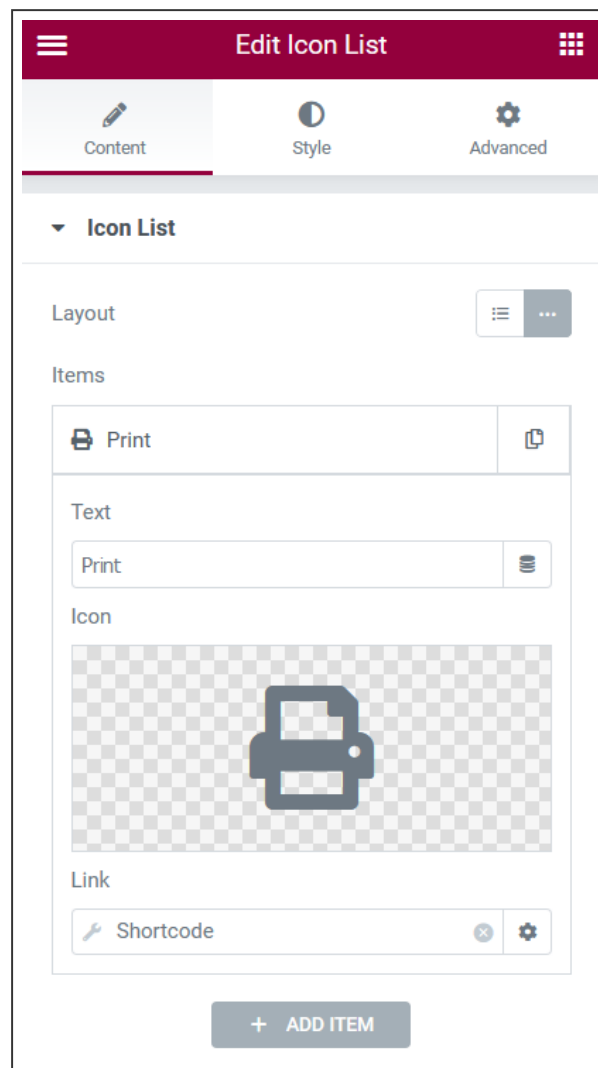 Edit Icon List
Content Style Advanced
Icon List
Layout
Items
Print
Text
Print
Icon
Link
Shortcode
+ ADD ITEM